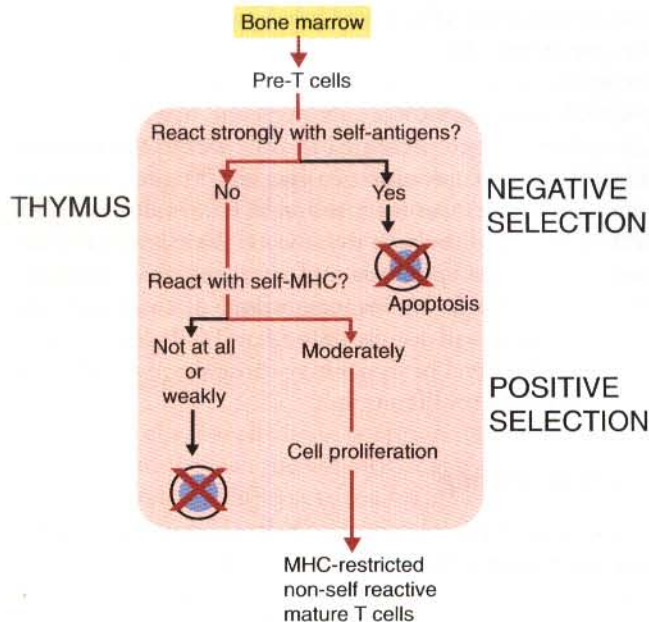 Bone marrow
Pre-T cells
React strongly with self-antigens?
No
Yes
THYMUS
NEGATIVE
SELECTION
Apoptosis
React with self-MHC?
Not at all
or
weakly
Moderately
POSITIVE
SELECTION
Cell proliferation
MHC-restricted
non-self reactive
mature T cells